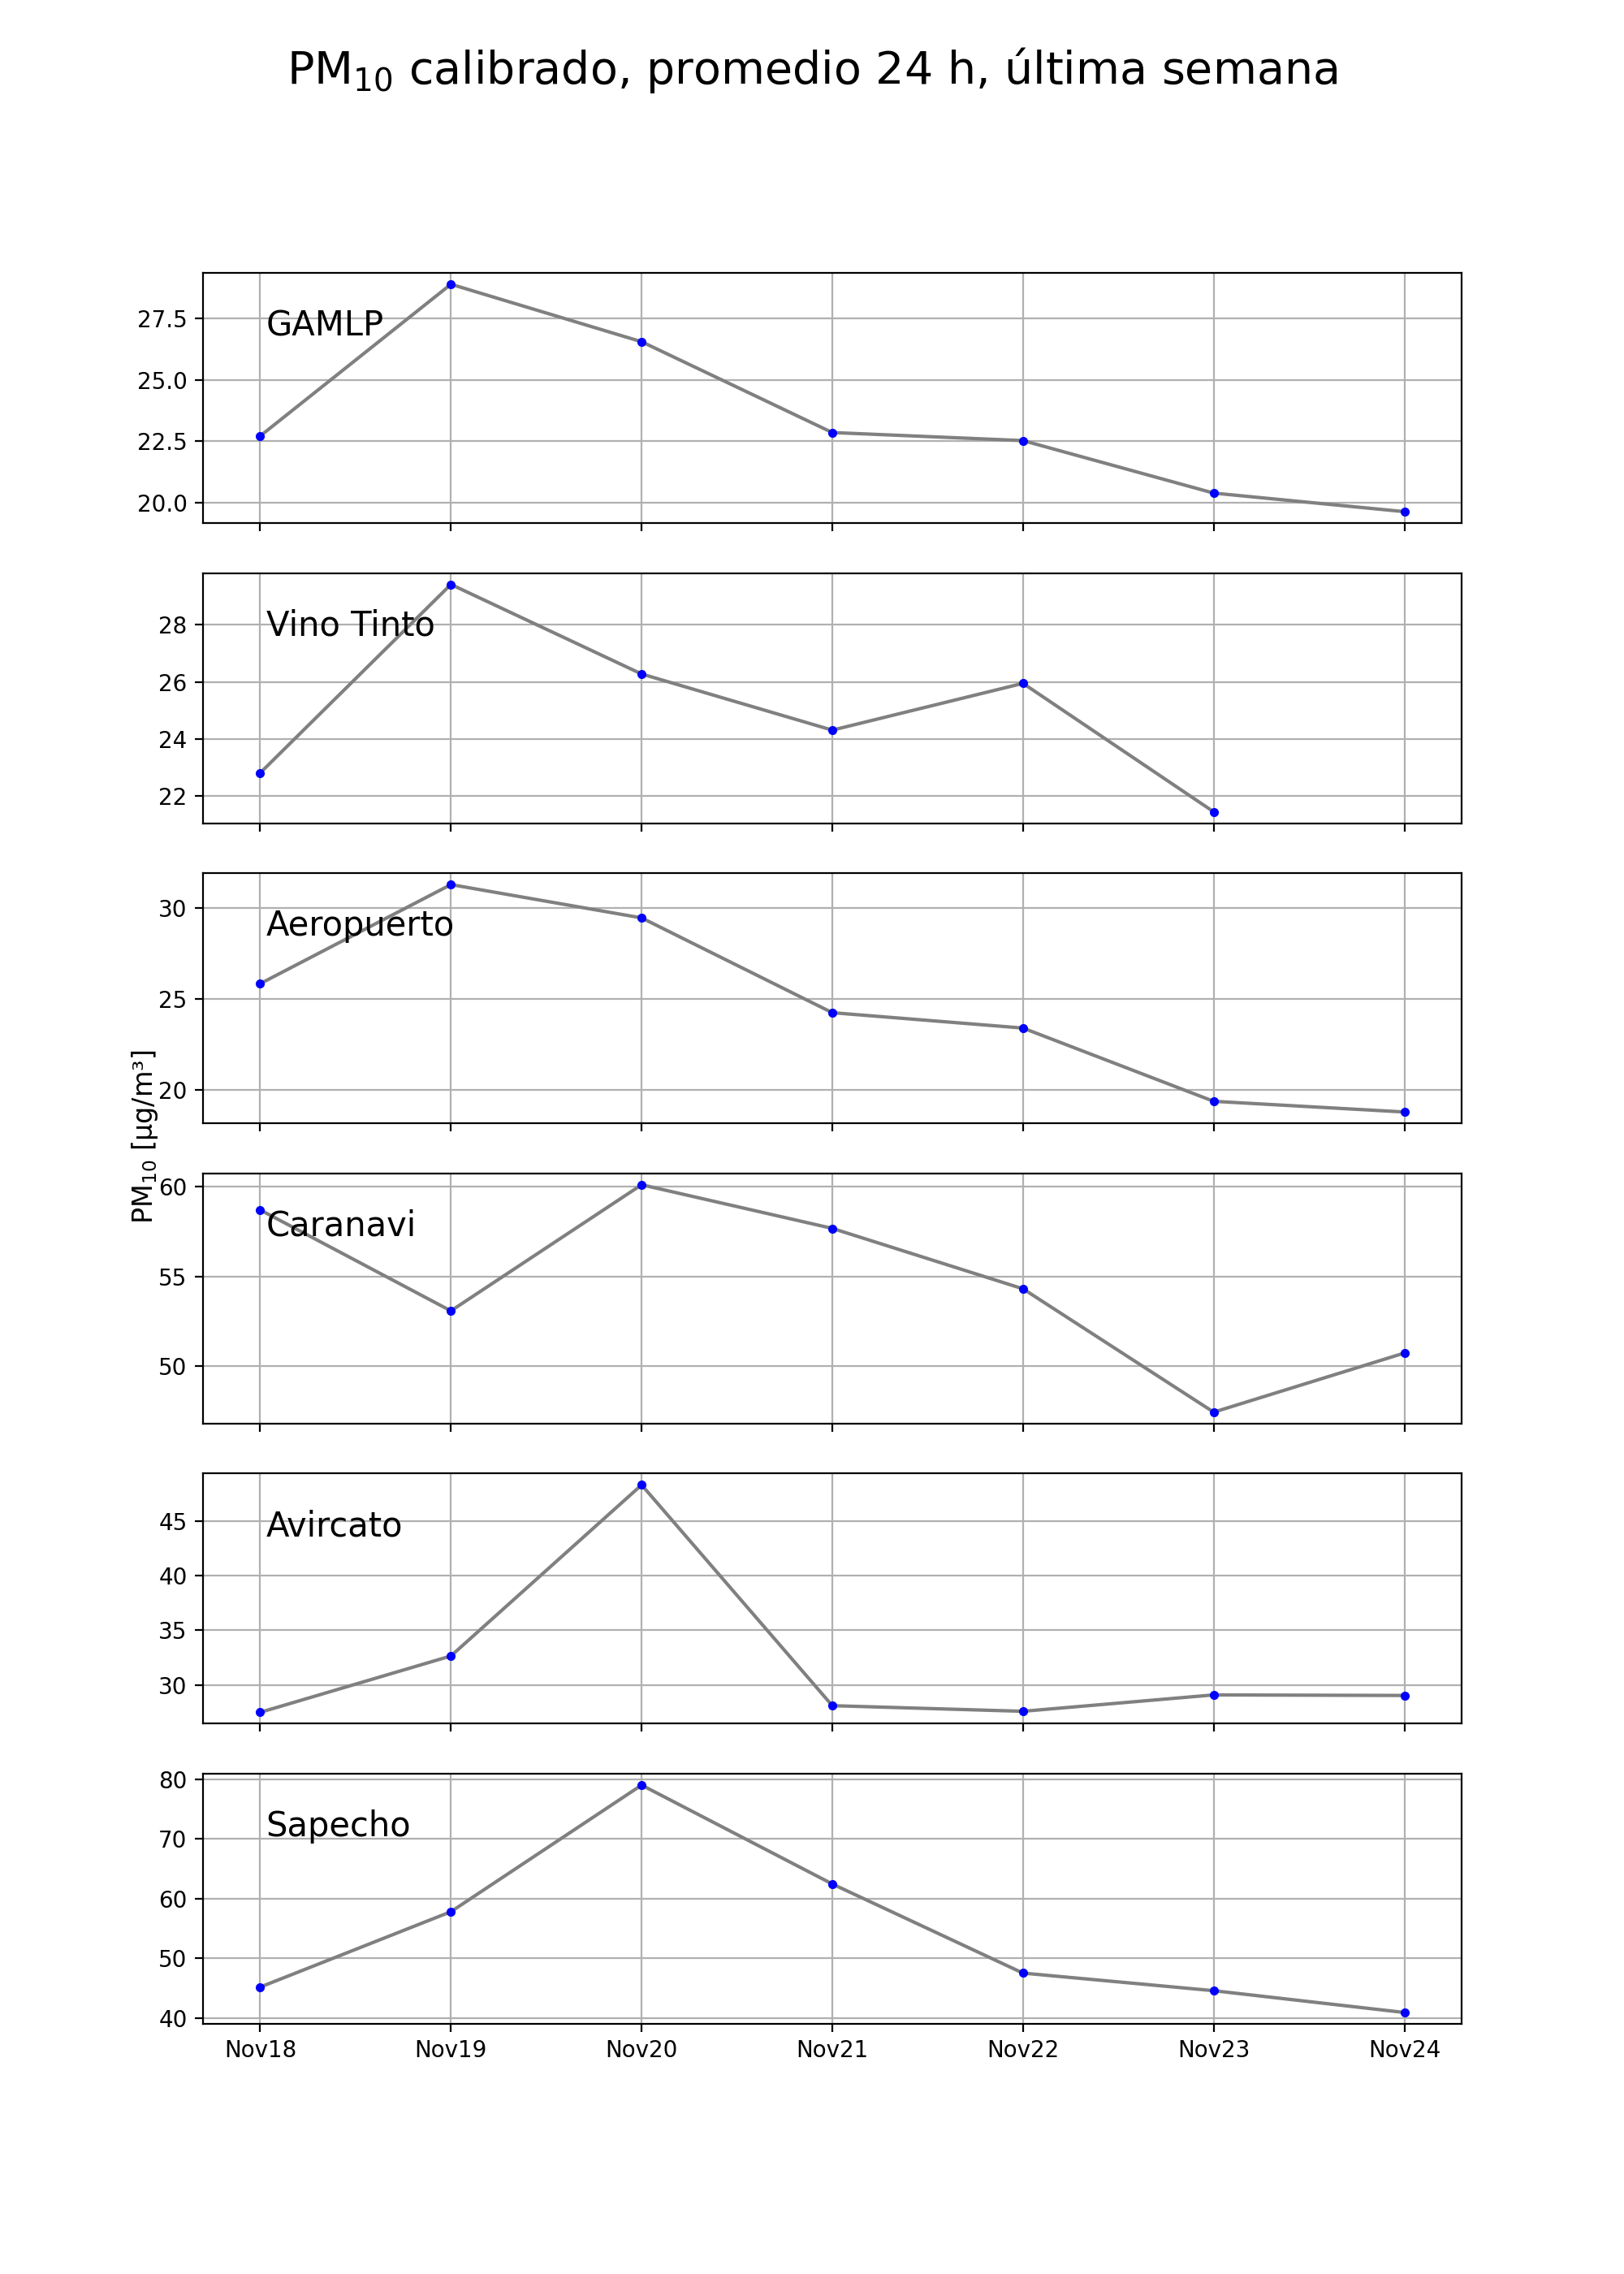 PM₁₀ calibrado, promedio 24 h, última semana
PM₁₀ [µg/m³]
GAMLP
27.5
25.0
22.5
20.0
Vino Tinto
28
26
24
22
Aeropuerto
30
25
20
Caranavi
60
55
50
Avircato
45
40
35
30
Sapecho
80
70
60
50
40
Nov18 Nov19 Nov20 Nov21 Nov22 Nov23 Nov24